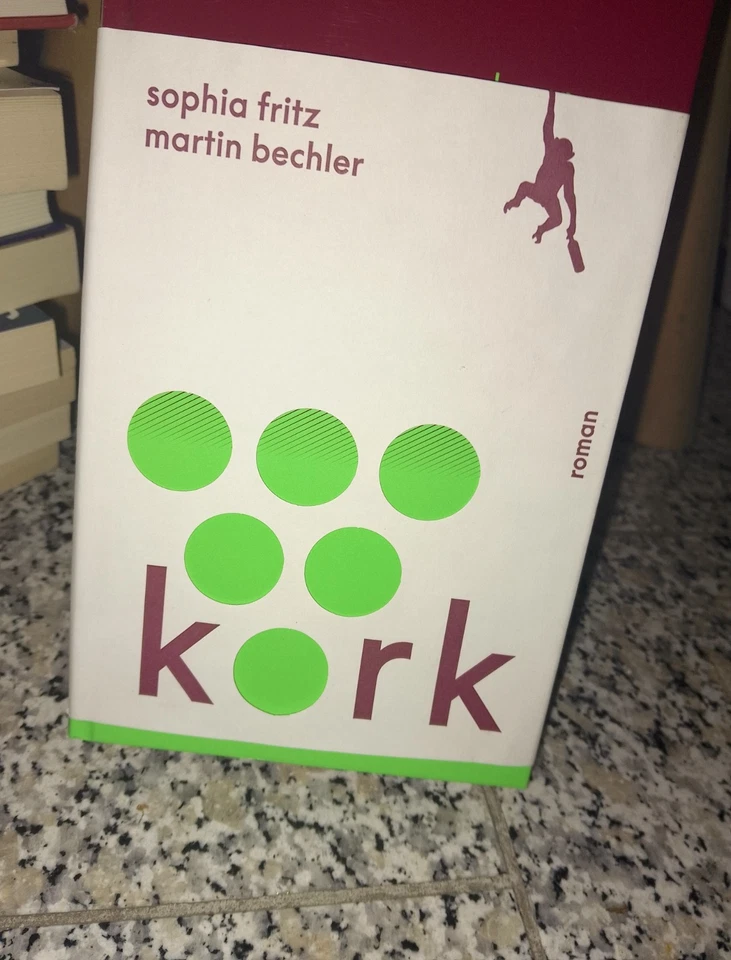 sophia fritz
martin bechler
roman
kork